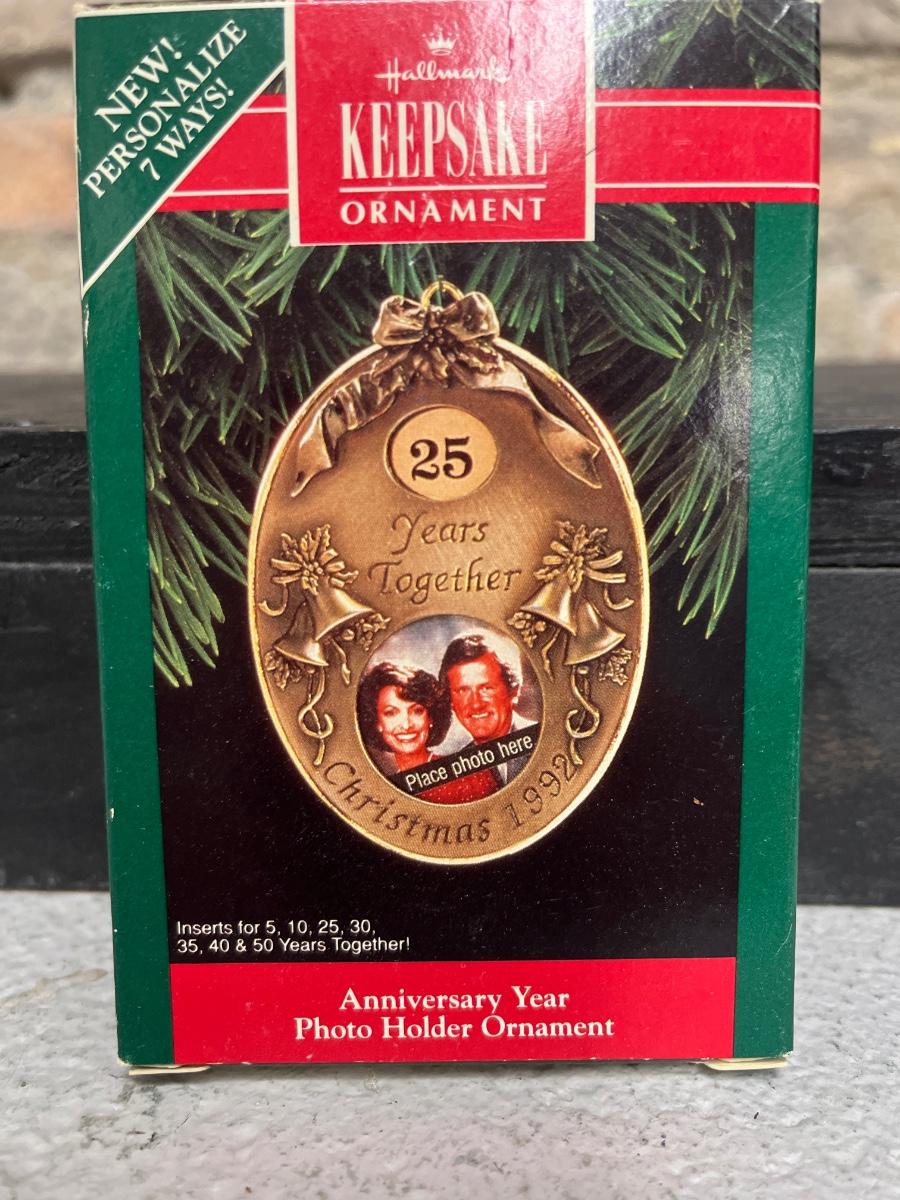 NEW!
PERSONALIZE
7 WAYS!
Hallmark
KEEPSAKE
ORNAMENT
25
Years
Together
Place photo here
Christmas 1992
Inserts for 5, 10, 25, 30,
35, 40 & 50 Years Together!
Anniversary Year
Photo Holder Ornament